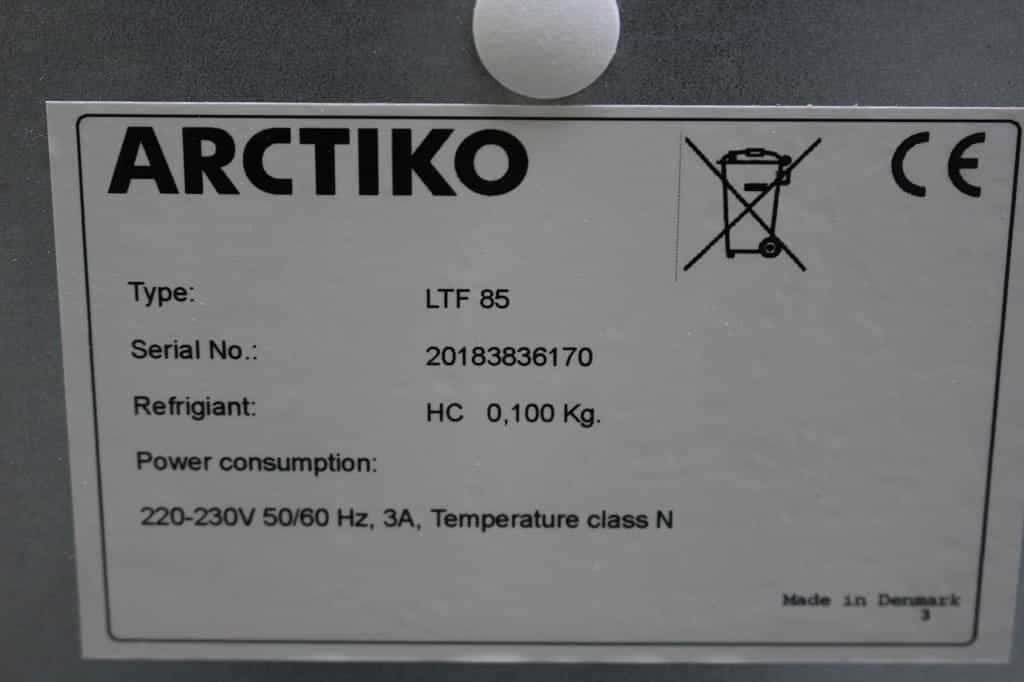 ARCTIKO
CE
Type: LTF 85
Serial No.: 20183836170
Refrigiant: HC 0,100 Kg.
Power consumption:
220-230V 50/60 Hz, 3A, Temperature class N
Made in Denmark
3